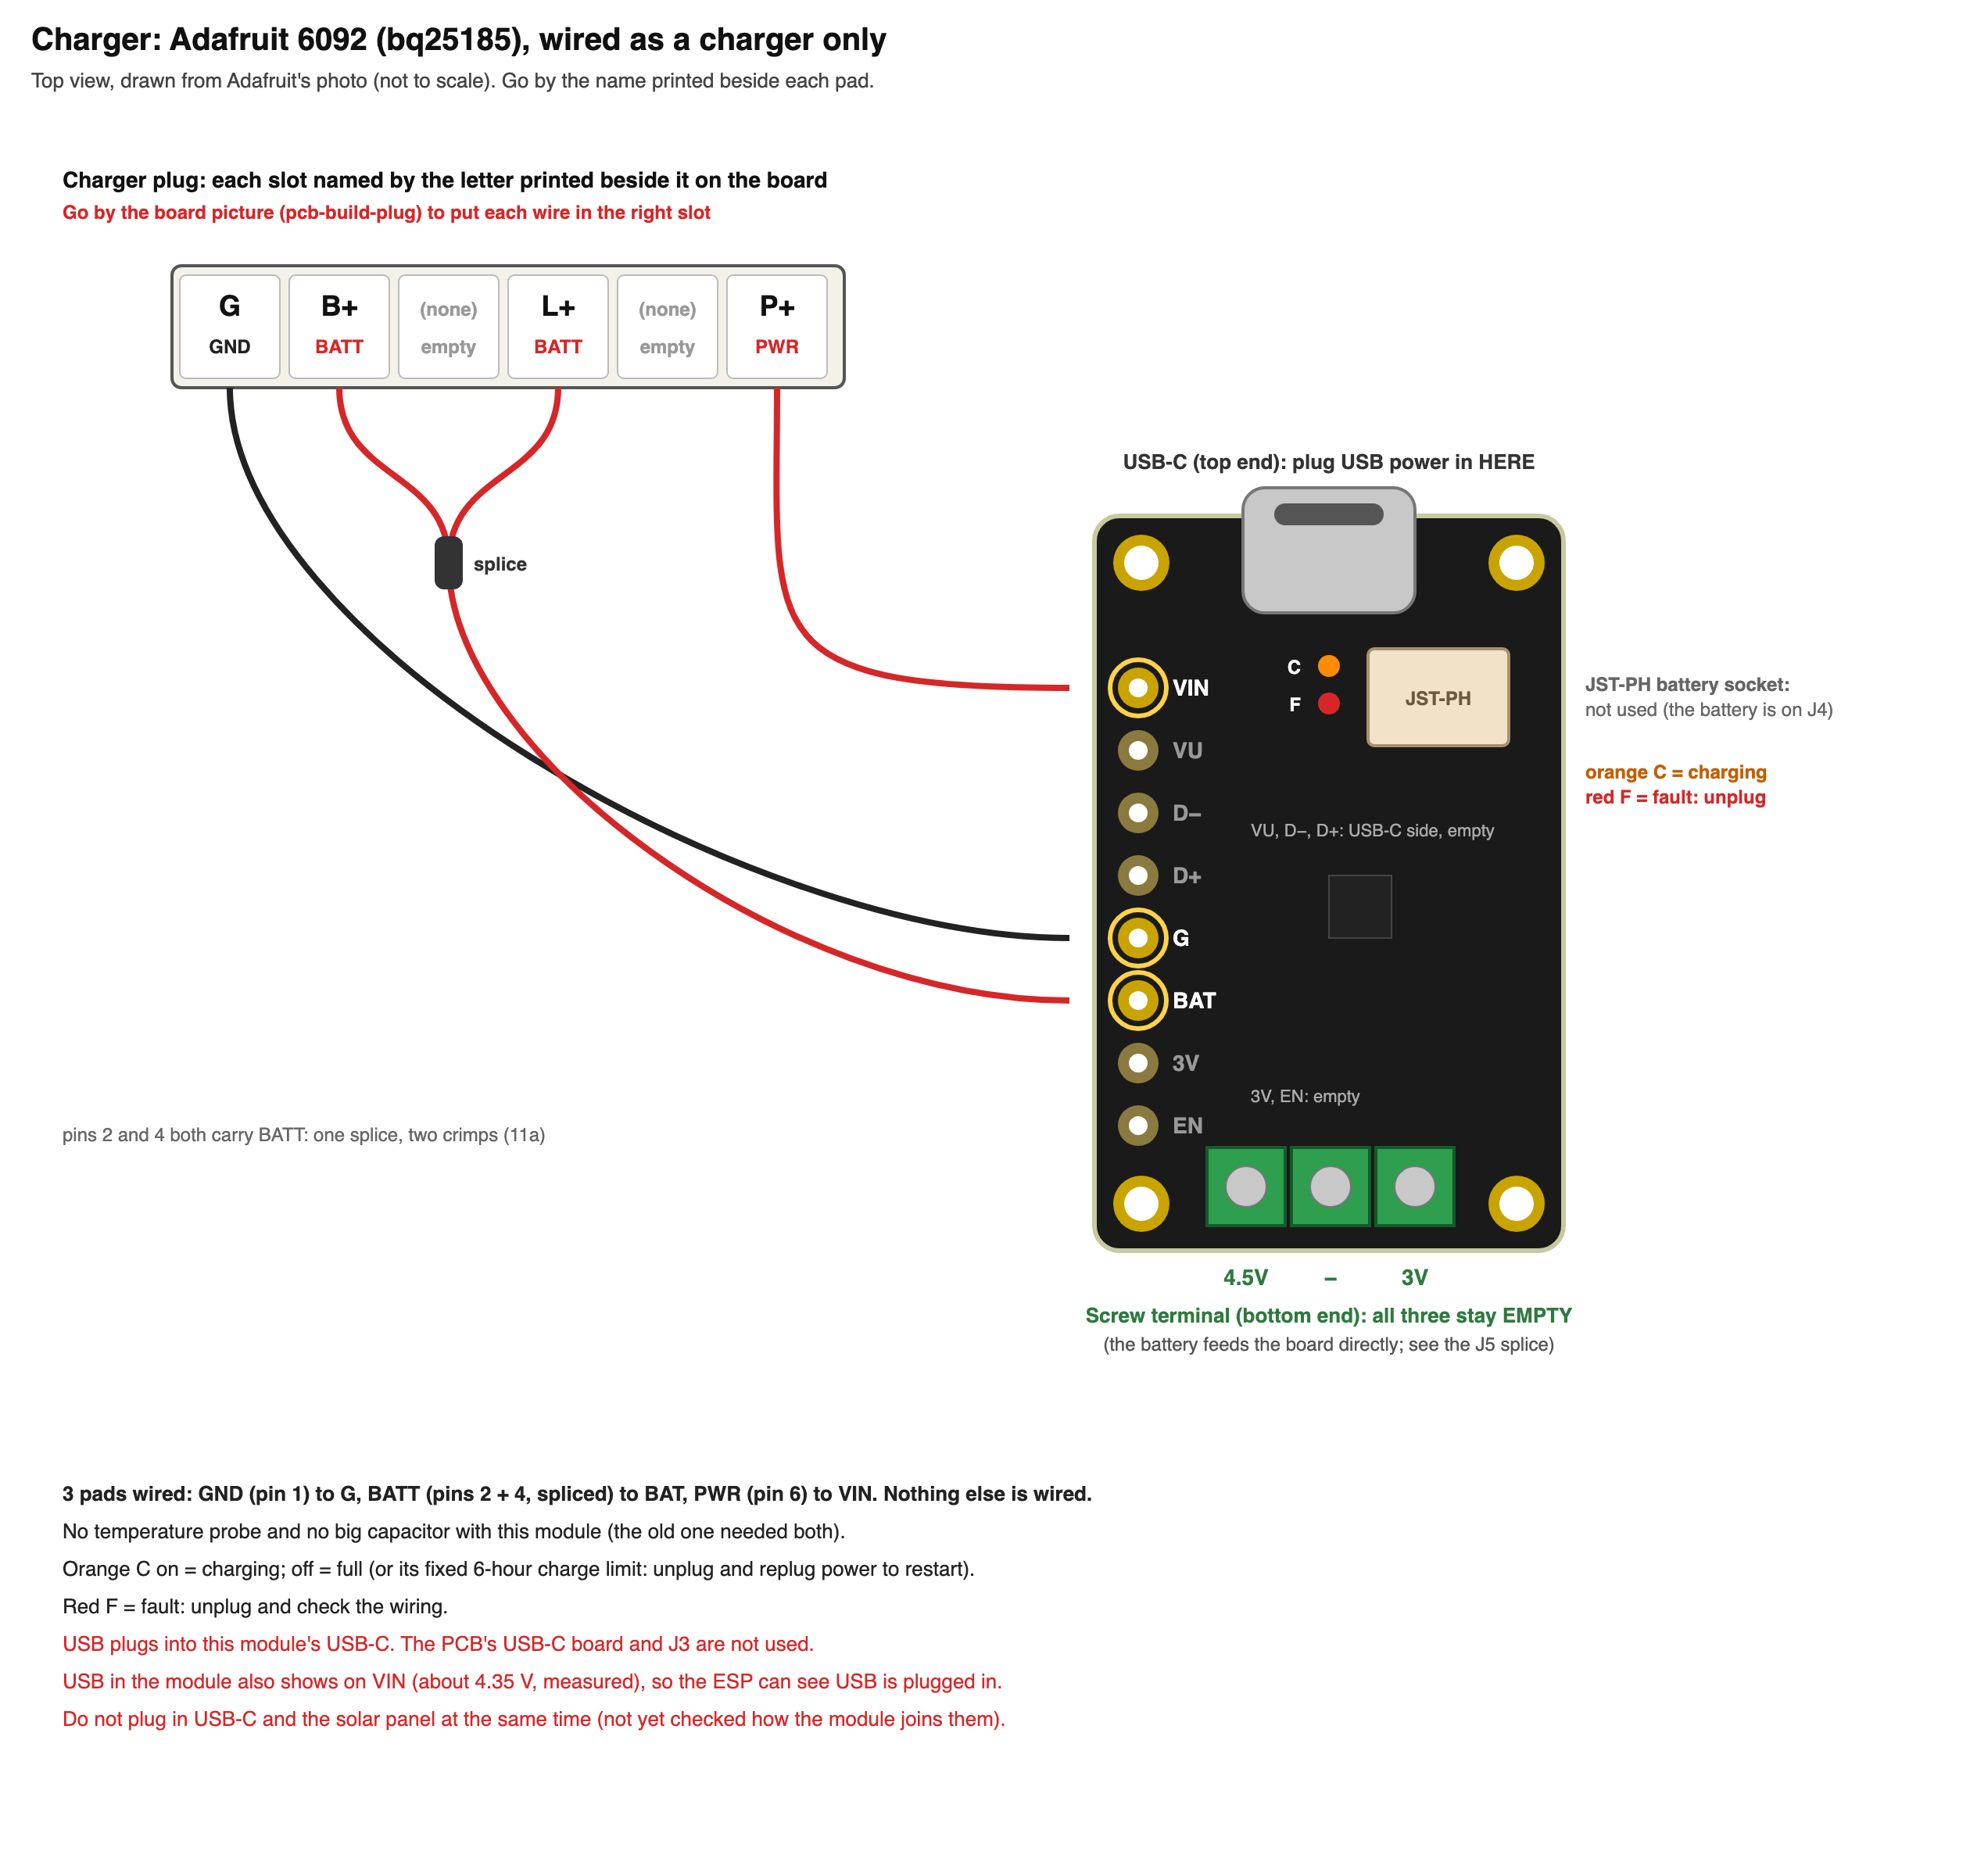 Charger: Adafruit 6092 (bq25185), wired as a charger only
Top view, drawn from Adafruit's photo (not to scale). Go by the name printed beside each pad.
Charger plug: each slot named by the letter printed beside it on the board
Go by the board picture (pcb-build-plug) to put each wire in the right slot
G B+ (none) L+ (none) P+
GND BATT empty BATT empty PWR
splice
USB-C (top end): plug USB power in HERE
C
F
JST-PH
VIN
VU
D–
D+
G
BAT
3V
EN
VU, D–, D+: USB-C side, empty
3V, EN: empty
JST-PH battery socket:
not used (the battery is on J4)
orange C = charging
red F = fault: unplug
pins 2 and 4 both carry BATT: one splice, two crimps (11a)
4.5V – 3V
Screw terminal (bottom end): all three stay EMPTY
(the battery feeds the board directly; see the J5 splice)
3 pads wired: GND (pin 1) to G, BATT (pins 2 + 4, spliced) to BAT, PWR (pin 6) to VIN. Nothing else is wired.
No temperature probe and no big capacitor with this module (the old one needed both).
Orange C on = charging; off = full (or its fixed 6-hour charge limit: unplug and replug power to restart).
Red F = fault: unplug and check the wiring.
USB plugs into this module's USB-C. The PCB's USB-C board and J3 are not used.
USB in the module also shows on VIN (about 4.35 V, measured), so the ESP can see USB is plugged in.
Do not plug in USB-C and the solar panel at the same time (not yet checked how the module joins them).